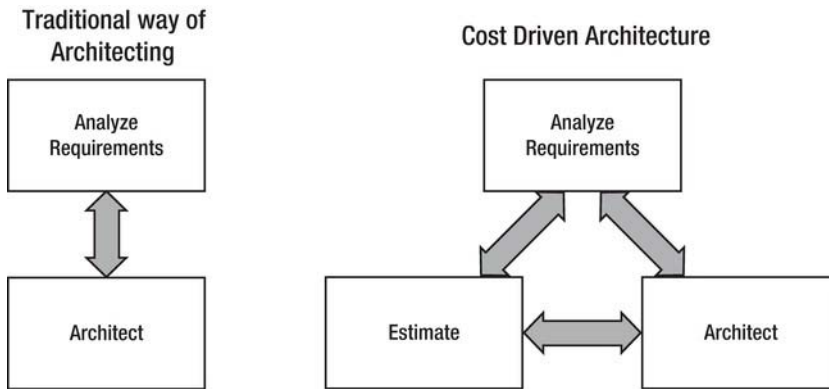 Traditional way of
Architecting
Analyze
Requirements
Architect
Cost Driven Architecture
Analyze
Requirements
Estimate
Architect